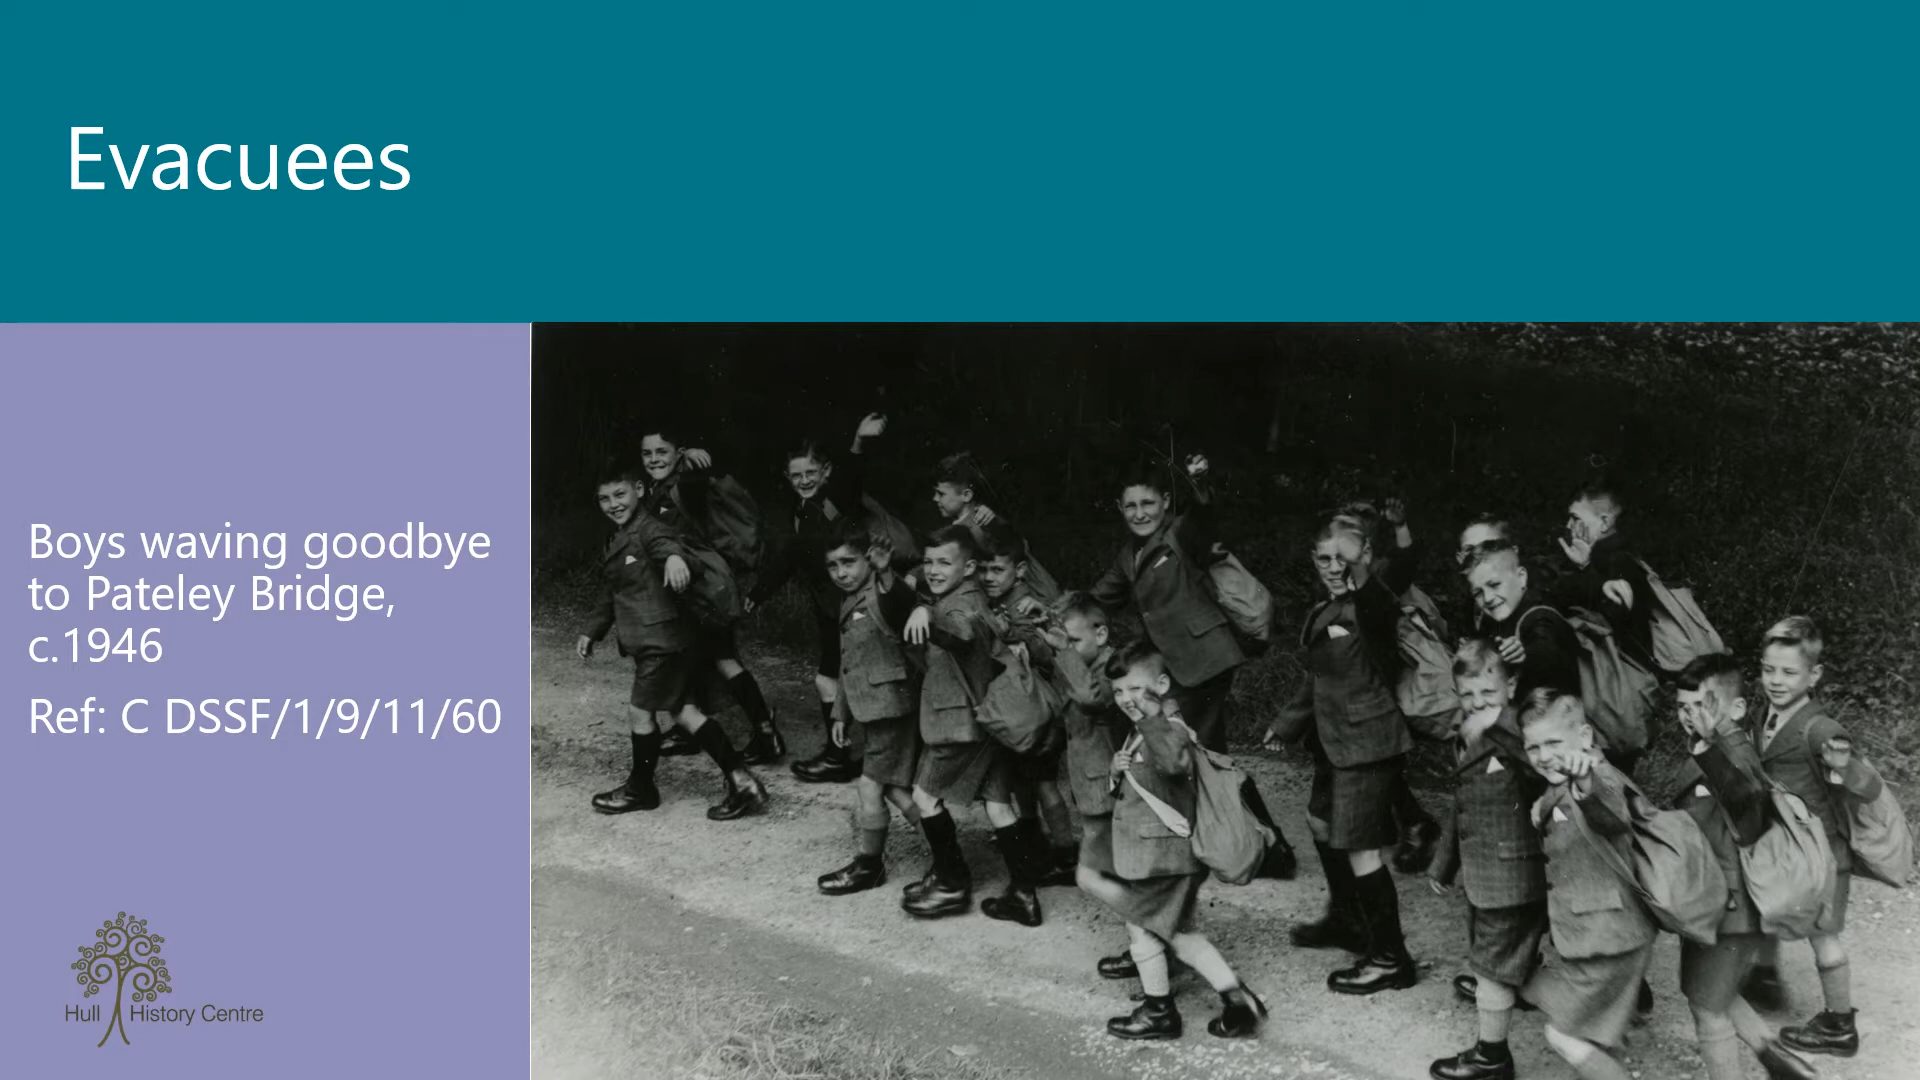 Evacuees
Boys waving goodbye
to Pateley Bridge,
c.1946
Ref: C DSSF/1/9/11/60
Hull History Centre